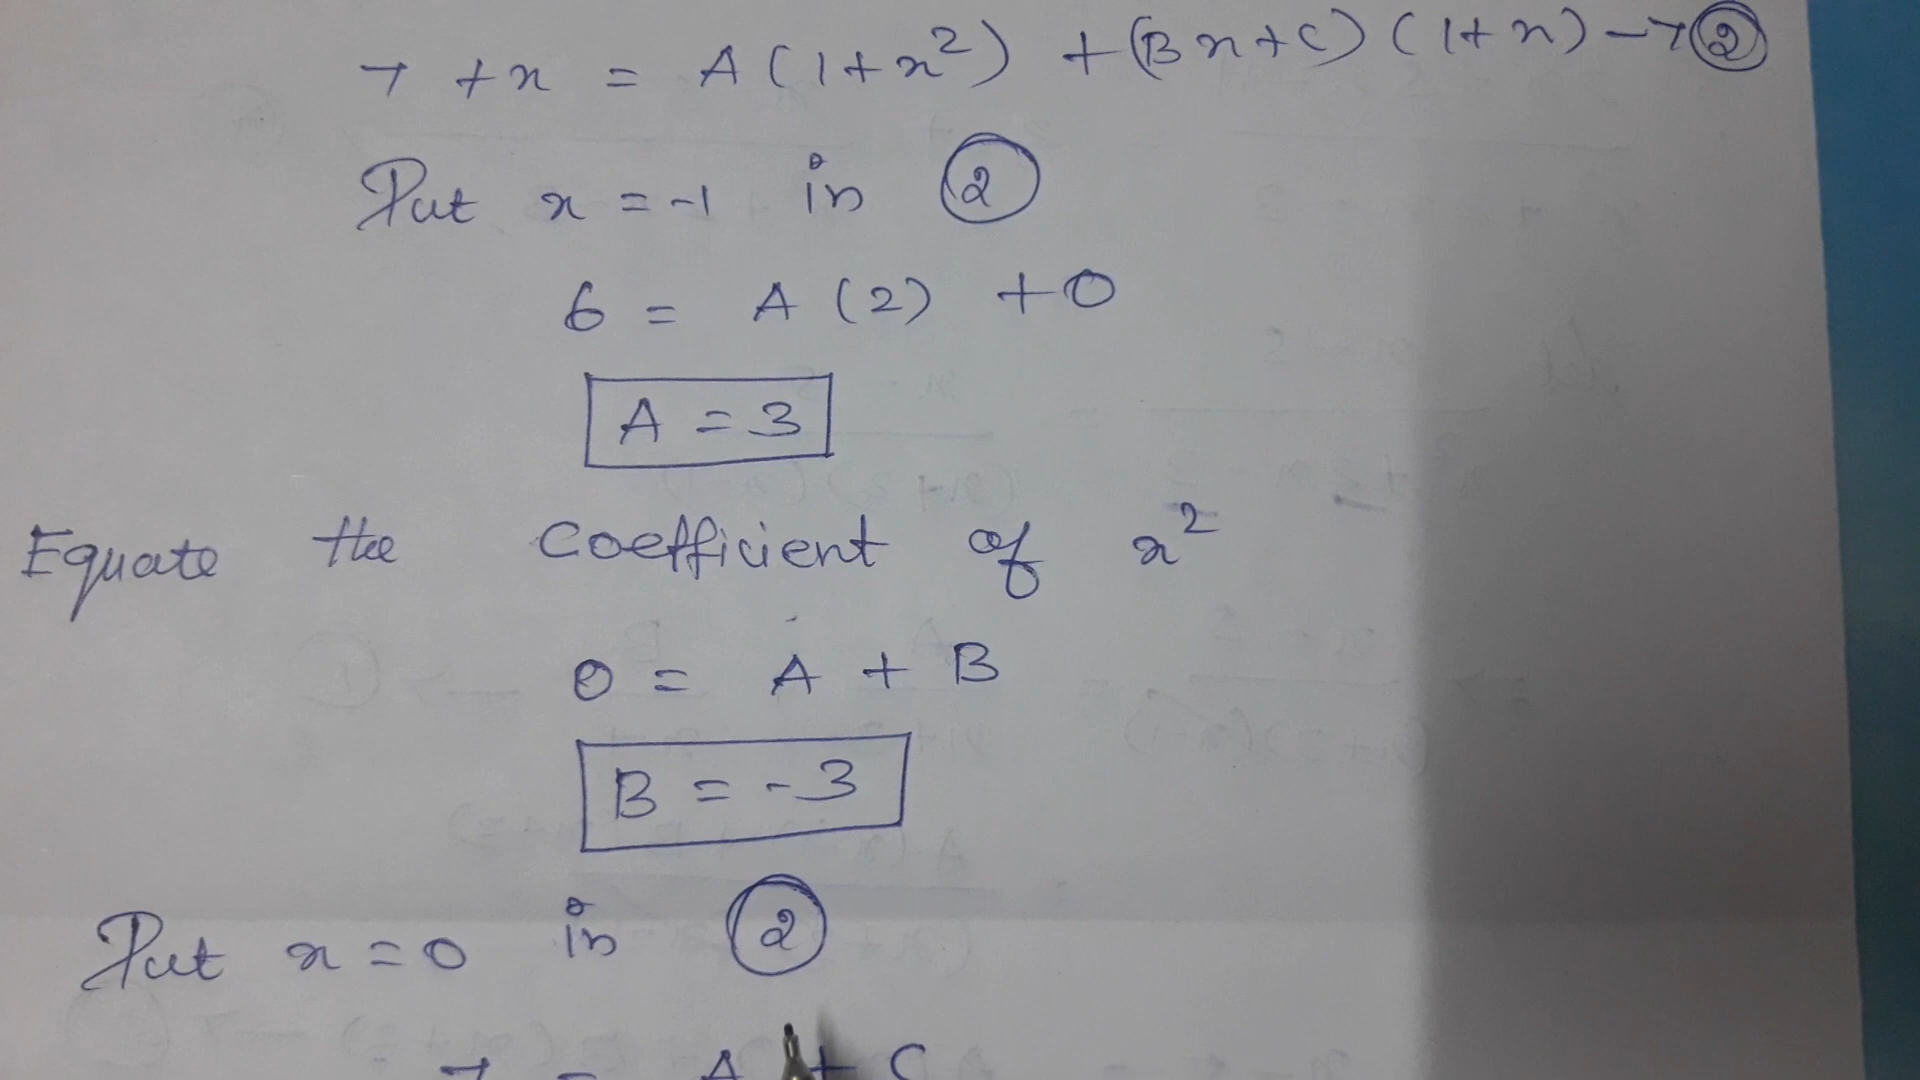 7 + x = A(1+x²) + (Bx+C)(1+x) → ②
Put x = -1 in ②
6 = A(2) + 0
A = 3
Equate the coefficient of x²
0 = A + B
B = -3
Put x = 0 in ②
7 = A + C